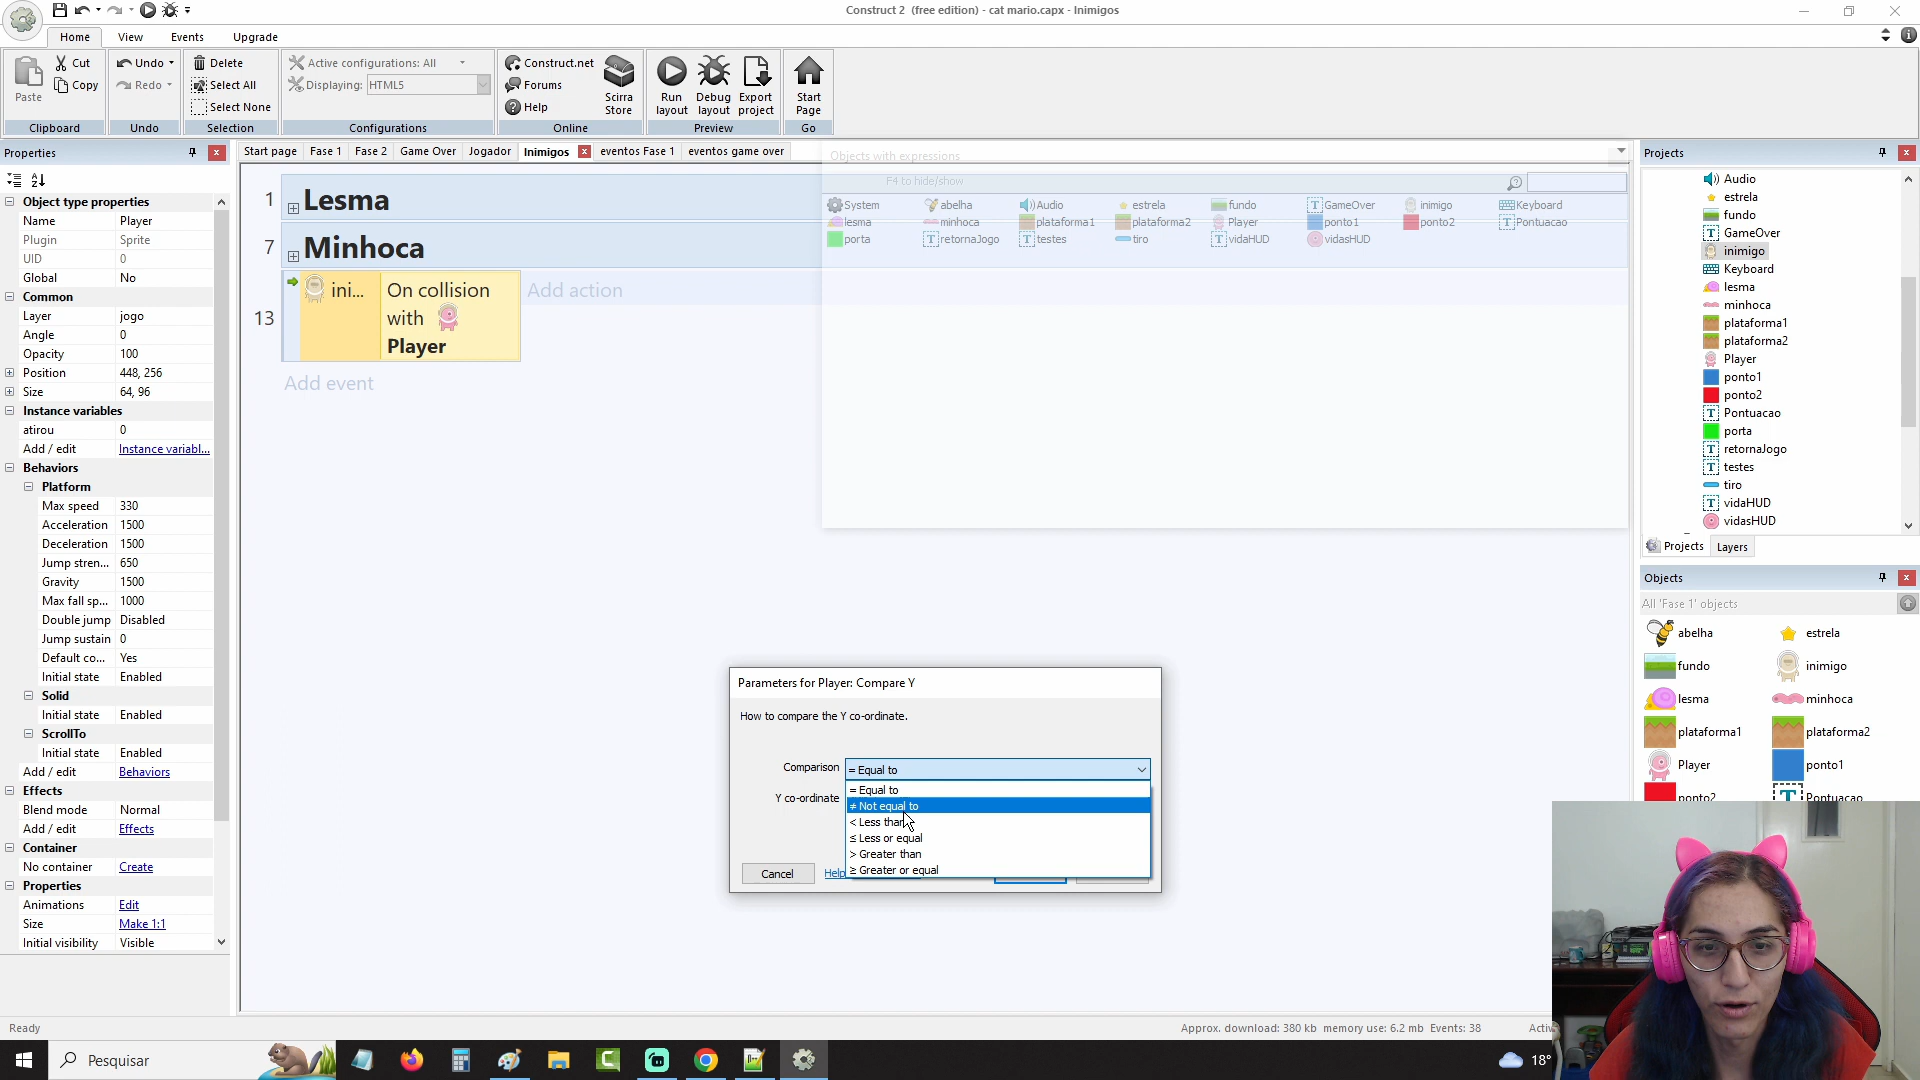 Construct 2 (free edition) - cat mario.capx - Inimigos
Home View Events Upgrade
Paste Cut Copy Clipboard
Undo Redo Undo
Delete Select All Select None Selection
Active configurations: All
Displaying: HTML5
Configurations
Construct.net Forums Help Scirra Store Online
Run layout Debug layout Export project Preview
Start Page Go
Properties
Object type properties
Name Player
Plugin Sprite
UID 0
Global No
Common
Layer jogo
Angle 0
Opacity 100
Position 448, 256
Size 64, 96
Instance variables
atirou 0
Add / edit Instance variabl...
Behaviors
Platform
Max speed 330
Acceleration 1500
Deceleration 1500
Jump stren... 650
Gravity 1500
Max fall sp... 1000
Double jump Disabled
Jump sustain 0
Default co... Yes
Initial state Enabled
Solid
Initial state Enabled
ScrollTo
Initial state Enabled
Add / edit Behaviors
Effects
Blend mode Normal
Add / edit Effects
Container
No container Create
Properties
Animations Edit
Size Make 1:1
Initial visibility Visible
Start page Fase 1 Fase 2 Game Over Jogador Inimigos eventos Fase 1 eventos game over
1 Lesma
7 Minhoca
13 ini... On collision with Player Add action
Add event
Objects with expressions
F4 to hide/show
System abelha Audio estrela fundo GameOver inimigo Keyboard
lesma minhoca plataforma1 plataforma2 Player ponto1 ponto2 Pontuacao
porta retornaJogo testes tiro vidaHUD vidasHUD
Parameters for Player: Compare Y
How to compare the Y co-ordinate.
Comparison = Equal to
Y co-ordinate
= Equal to
≠ Not equal to
< Less than
≤ Less or equal
> Greater than
≥ Greater or equal
Cancel Help
Projects
Audio
estrela
fundo
GameOver
inimigo
Keyboard
lesma
minhoca
plataforma1
plataforma2
Player
ponto1
ponto2
Pontuacao
porta
retornaJogo
testes
tiro
vidaHUD
vidasHUD
Projects Layers
Objects
All 'Fase 1' objects
abelha estrela
fundo inimigo
lesma minhoca
plataforma1 plataforma2
Player ponto1
ponto2 Pontuacao
Ready
Approx. download: 380 kb memory use: 6.2 mb Events: 38 Activ
Pesquisar
18°